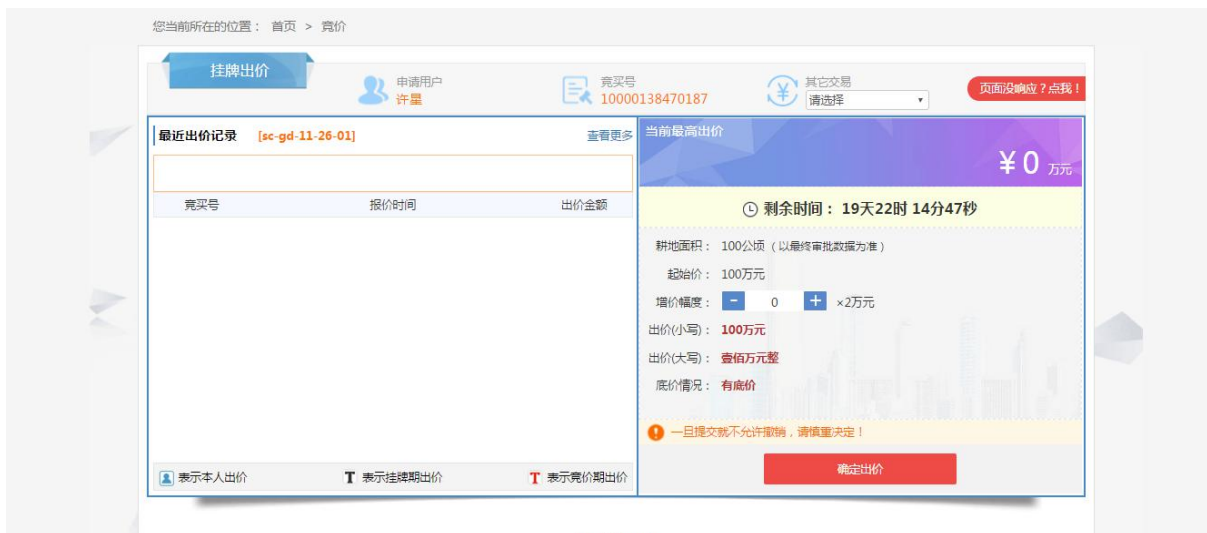 您当前所在的位置： 首页 > 竞价
挂牌出价
申请用户
许星
竞买号
10000138470187
其它交易
请选择
页面没响应？点我！
最近出价记录 [sc-gd-11-26-01] 查看更多
竞买号 报价时间 出价金额
表示本人出价 T 表示挂牌期出价 T 表示竞价期出价
当前最高出价
¥0 万元
剩余时间： 19天22时 14分47秒
耕地面积： 100公顷（以最终审批数据为准）
起始价： 100万元
增价幅度： - 0 + ×2万元
出价(小写)： 100万元
出价(大写)： 壹佰万元整
底价情况： 有底价
一旦提交就不允许撤销，请慎重决定！
确定出价